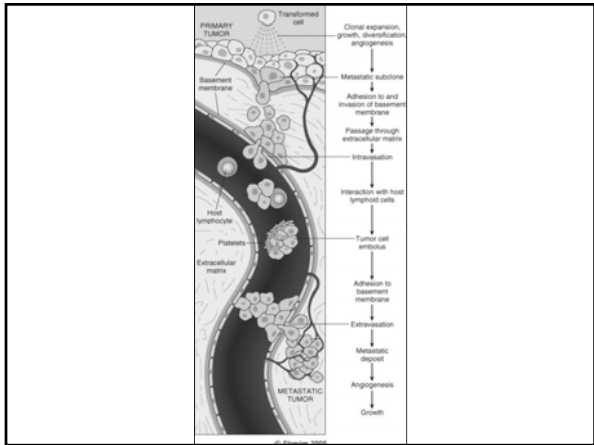 Transformed
cell
PRIMARY
TUMOR
Basement
membrane
Host
lymphocyte
Platelets
Extracellular
matrix
METASTATIC
TUMOR
Clonal expansion,
growth, diversification,
angiogenesis
Metastatic subclone
Adhesion to and
invasion of basement
membrane
Passage through
extracellular matrix
Intravasation
Interaction with host
lymphoid cells
Tumor cell
embolus
Adhesion to
basement
membrane
Extravasation
Metastatic
deposit
Angiogenesis
Growth
© Elsevier 2005